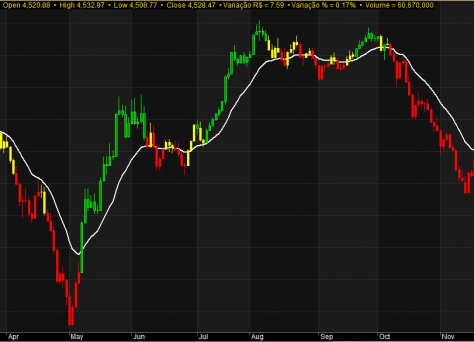 Open 4,520.88 • High 4,532.97 • Low 4,508.77 • Close 4,528.47 • Variação R$ = 7.59 • Variação % = 0.17% • Volume = 60,670,000
Apr May Jun Jul Aug Sep Oct Nov